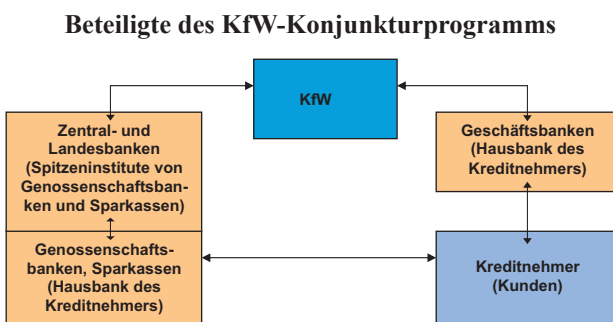 Beteiligte des KfW-Konjunkturprogramms
KfW
Zentral- und
Landesbanken
(Spitzeninstitute von
Genossenschaftsban-
ken und Sparkassen)
Geschäftsbanken
(Hausbank des
Kreditnehmers)
Genossenschafts-
banken, Sparkassen
(Hausbank des
Kreditnehmers)
Kreditnehmer
(Kunden)